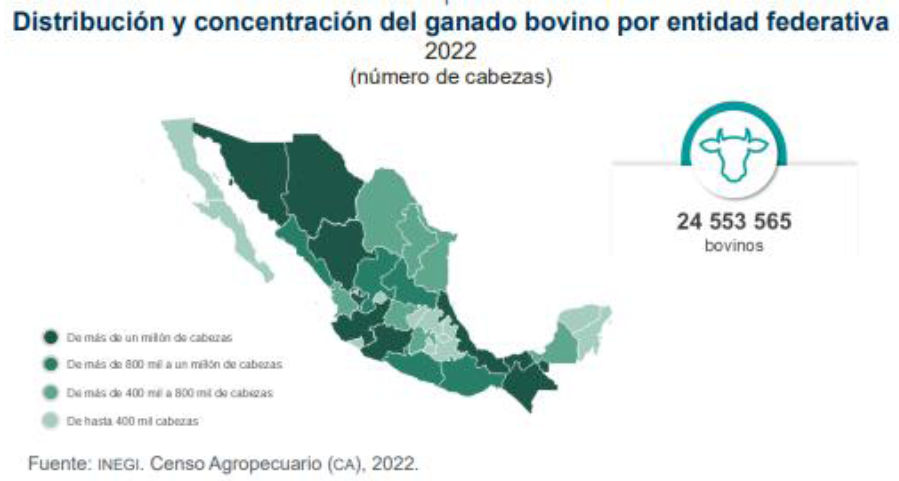 Distribución y concentración del ganado bovino por entidad federativa
2022
(número de cabezas)
24 553 565
bovinos
De más de un millón de cabezas
De más de 800 mil a un millón de cabezas
De más de 400 mil a 800 mil de cabezas
De hasta 400 mil cabezas
Fuente: INEGI. Censo Agropecuario (CA), 2022.